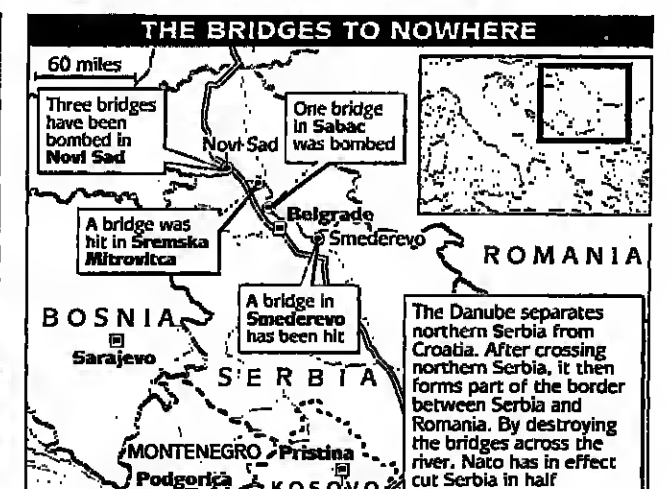 THE BRIDGES TO NOWHERE
60 miles
Three bridges
have been
bombed in
Novi Sad
One bridge
in Sabac
was bombed
Novi Sad
A bridge was
hit in Sremska
Mitrovitca
Belgrade
Smederevo
ROMANIA
A bridge in
Smederevo
has been hit
BOSNIA
Sarajevo
SERBIA
The Danube separates
northern Serbia from
Croatia. After crossing
northern Serbia, it then
forms part of the border
between Serbia and
Romania. By destroying
the bridges across the
river, Nato has in effect
cut Serbia in half
MONTENEGRO
Pristina
Podgorica
KOSOVO